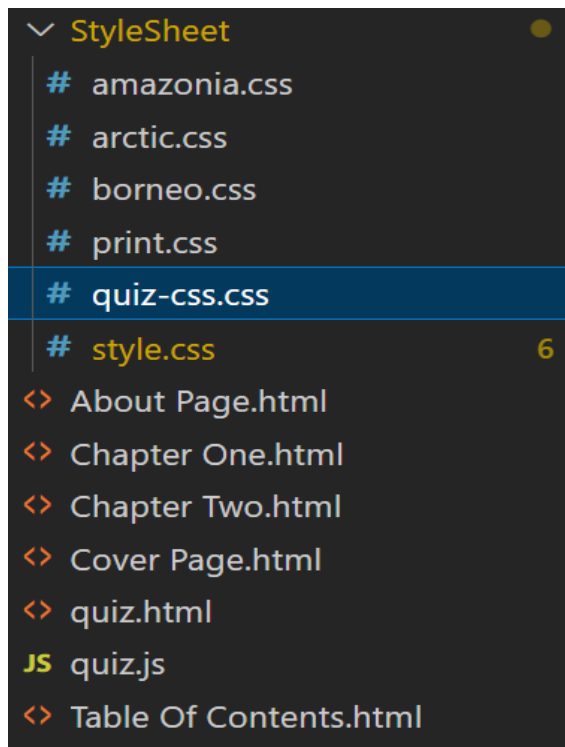 StyleSheet
# amazonia.css
# arctic.css
# borneo.css
# print.css
# quiz-css.css
# style.css 6
<> About Page.html
<> Chapter One.html
<> Chapter Two.html
<> Cover Page.html
<> quiz.html
JS quiz.js
<> Table Of Contents.html